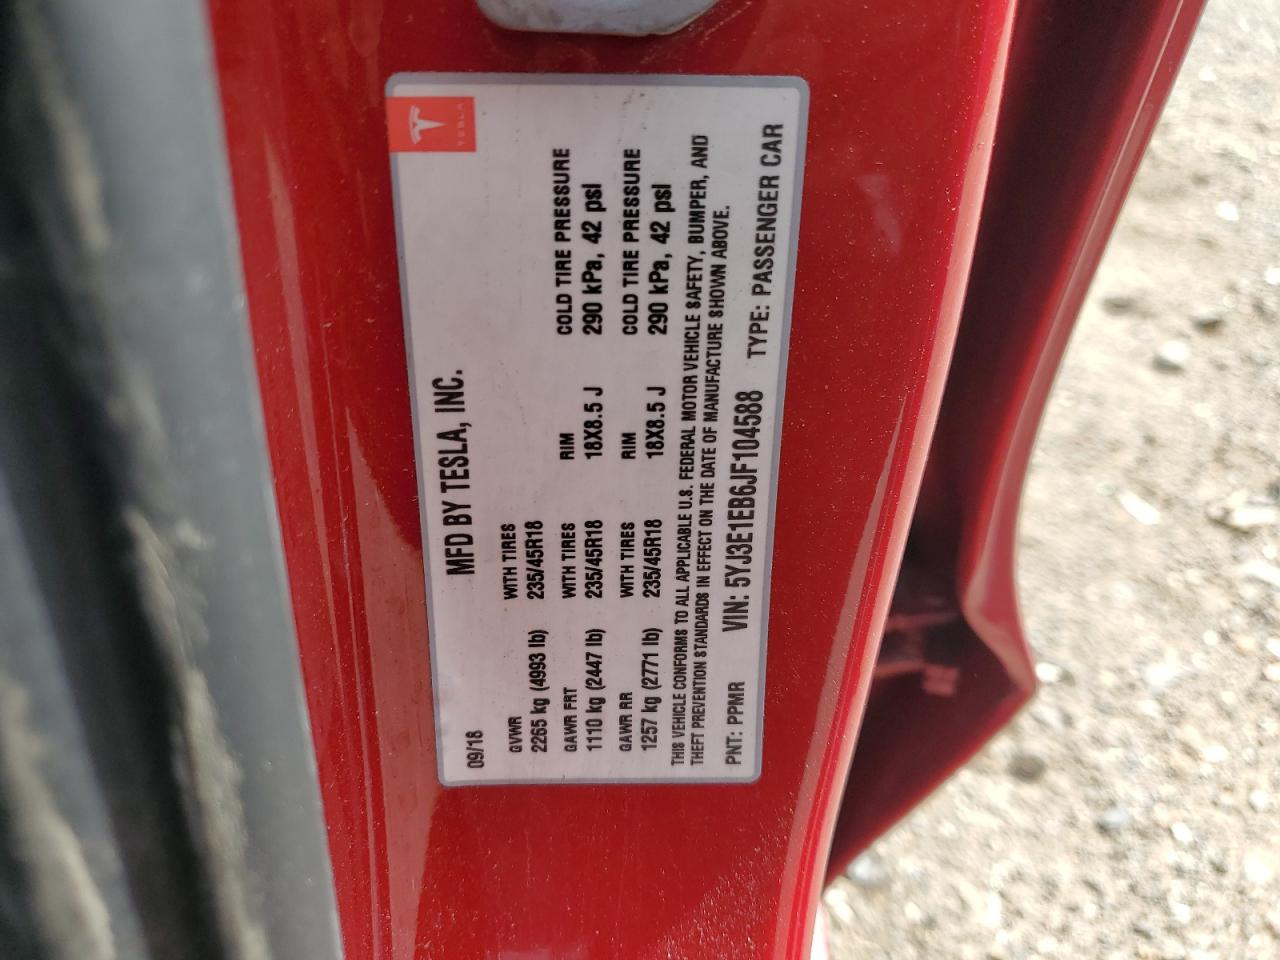 TESLA
MFD BY TESLA, INC.
09/18
GVWR WITH TIRES
2265 kg (4993 lb) 235/45R18
GAWR FRT WITH TIRES RIM COLD TIRE PRESSURE
1110 kg (2447 lb) 235/45R18 18X8.5 J 290 kPa, 42 psi
GAWR RR WITH TIRES RIM COLD TIRE PRESSURE
1257 kg (2771 lb) 235/45R18 18X8.5 J 290 kPa, 42 psi
THIS VEHICLE CONFORMS TO ALL APPLICABLE U.S. FEDERAL MOTOR VEHICLE SAFETY, BUMPER, AND
THEFT PREVENTION STANDARDS IN EFFECT ON THE DATE OF MANUFACTURE SHOWN ABOVE.
PNT: PPMR VIN: 5YJ3E1EB6JF104588 TYPE: PASSENGER CAR